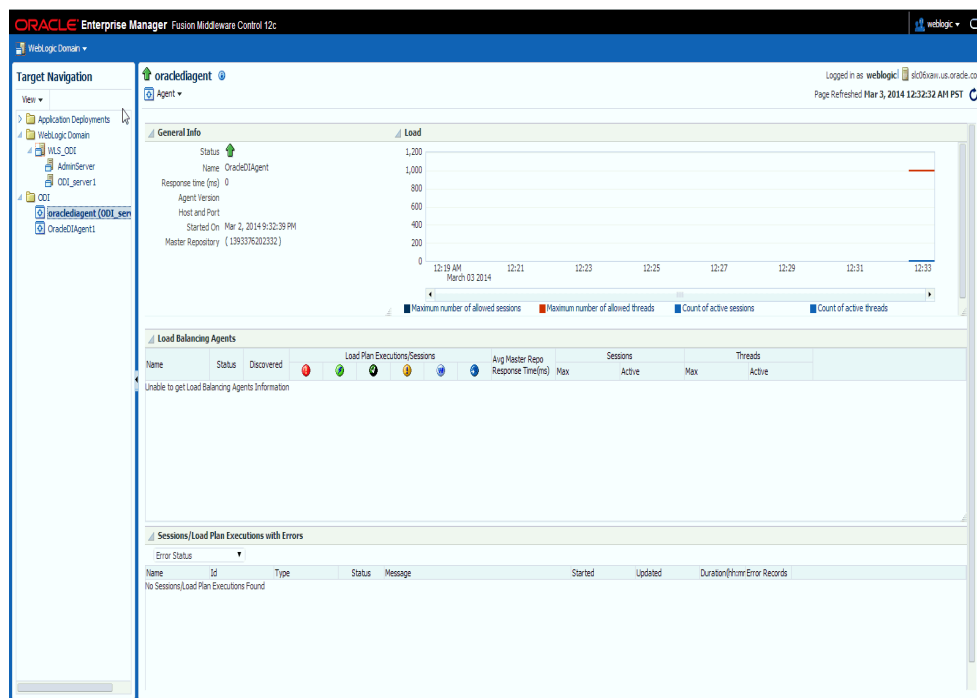 ORACLE Enterprise Manager Fusion Middleware Control 12c
weblogic
WebLogic Domain
Target Navigation
View
Application Deployments
WebLogic Domain
WLS_ODI
AdminServer
ODI_server1
ODI
oraclediagent (ODI_serv
OracleDIAgent1
oraclediagent
Agent
Logged in as weblogic
slc06xaw.us.oracle.co
Page Refreshed Mar 3, 2014 12:32:32 AM PST
General Info
Status
Name OracleDIAgent
Response time (ms) 0
Agent Version
Host and Port
Started On Mar 2, 2014 9:32:39 PM
Master Repository ( 1393376202332 )
Load
1,200
1,000
800
600
400
200
0
12:19 AM 12:21 12:23 12:25 12:27 12:29 12:31 12:33
March 03 2014
Maximum number of allowed sessions Maximum number of allowed threads Count of active sessions Count of active threads
Load Balancing Agents
Name Status Discovered Load Plan Executions/Sessions Avg Master Repo Response Time(ms) Sessions Threads
Max Active Max Active
Unable to get Load Balancing Agents Information
Sessions/Load Plan Executions with Errors
Error Status
Name Id Type Status Message Started Updated Duration(hh:mr Error Records
No Sessions/Load Plan Executions Found